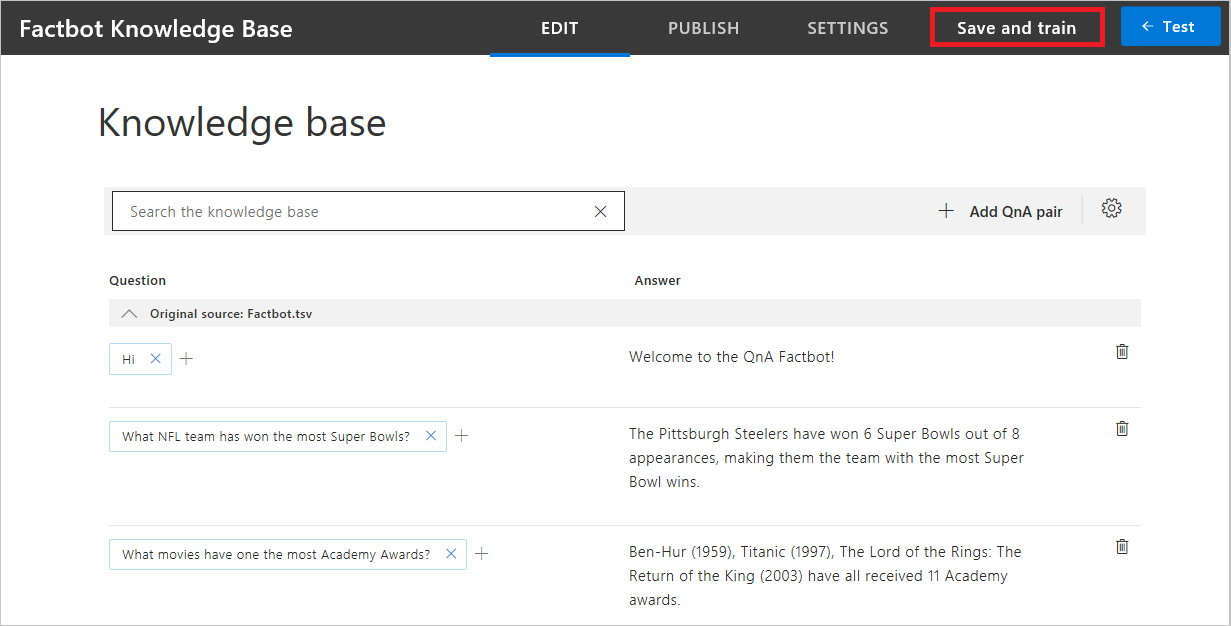 Factbot Knowledge Base EDIT PUBLISH SETTINGS Save and train ← Test
Knowledge base
Search the knowledge base × + Add QnA pair
Question Answer
Original source: Factbot.tsv
Hi × + Welcome to the QnA Factbot!
What NFL team has won the most Super Bowls? × + The Pittsburgh Steelers have won 6 Super Bowls out of 8
appearances, making them the team with the most Super
Bowl wins.
What movies have one the most Academy Awards? × + Ben-Hur (1959), Titanic (1997), The Lord of the Rings: The
Return of the King (2003) have all received 11 Academy
awards.